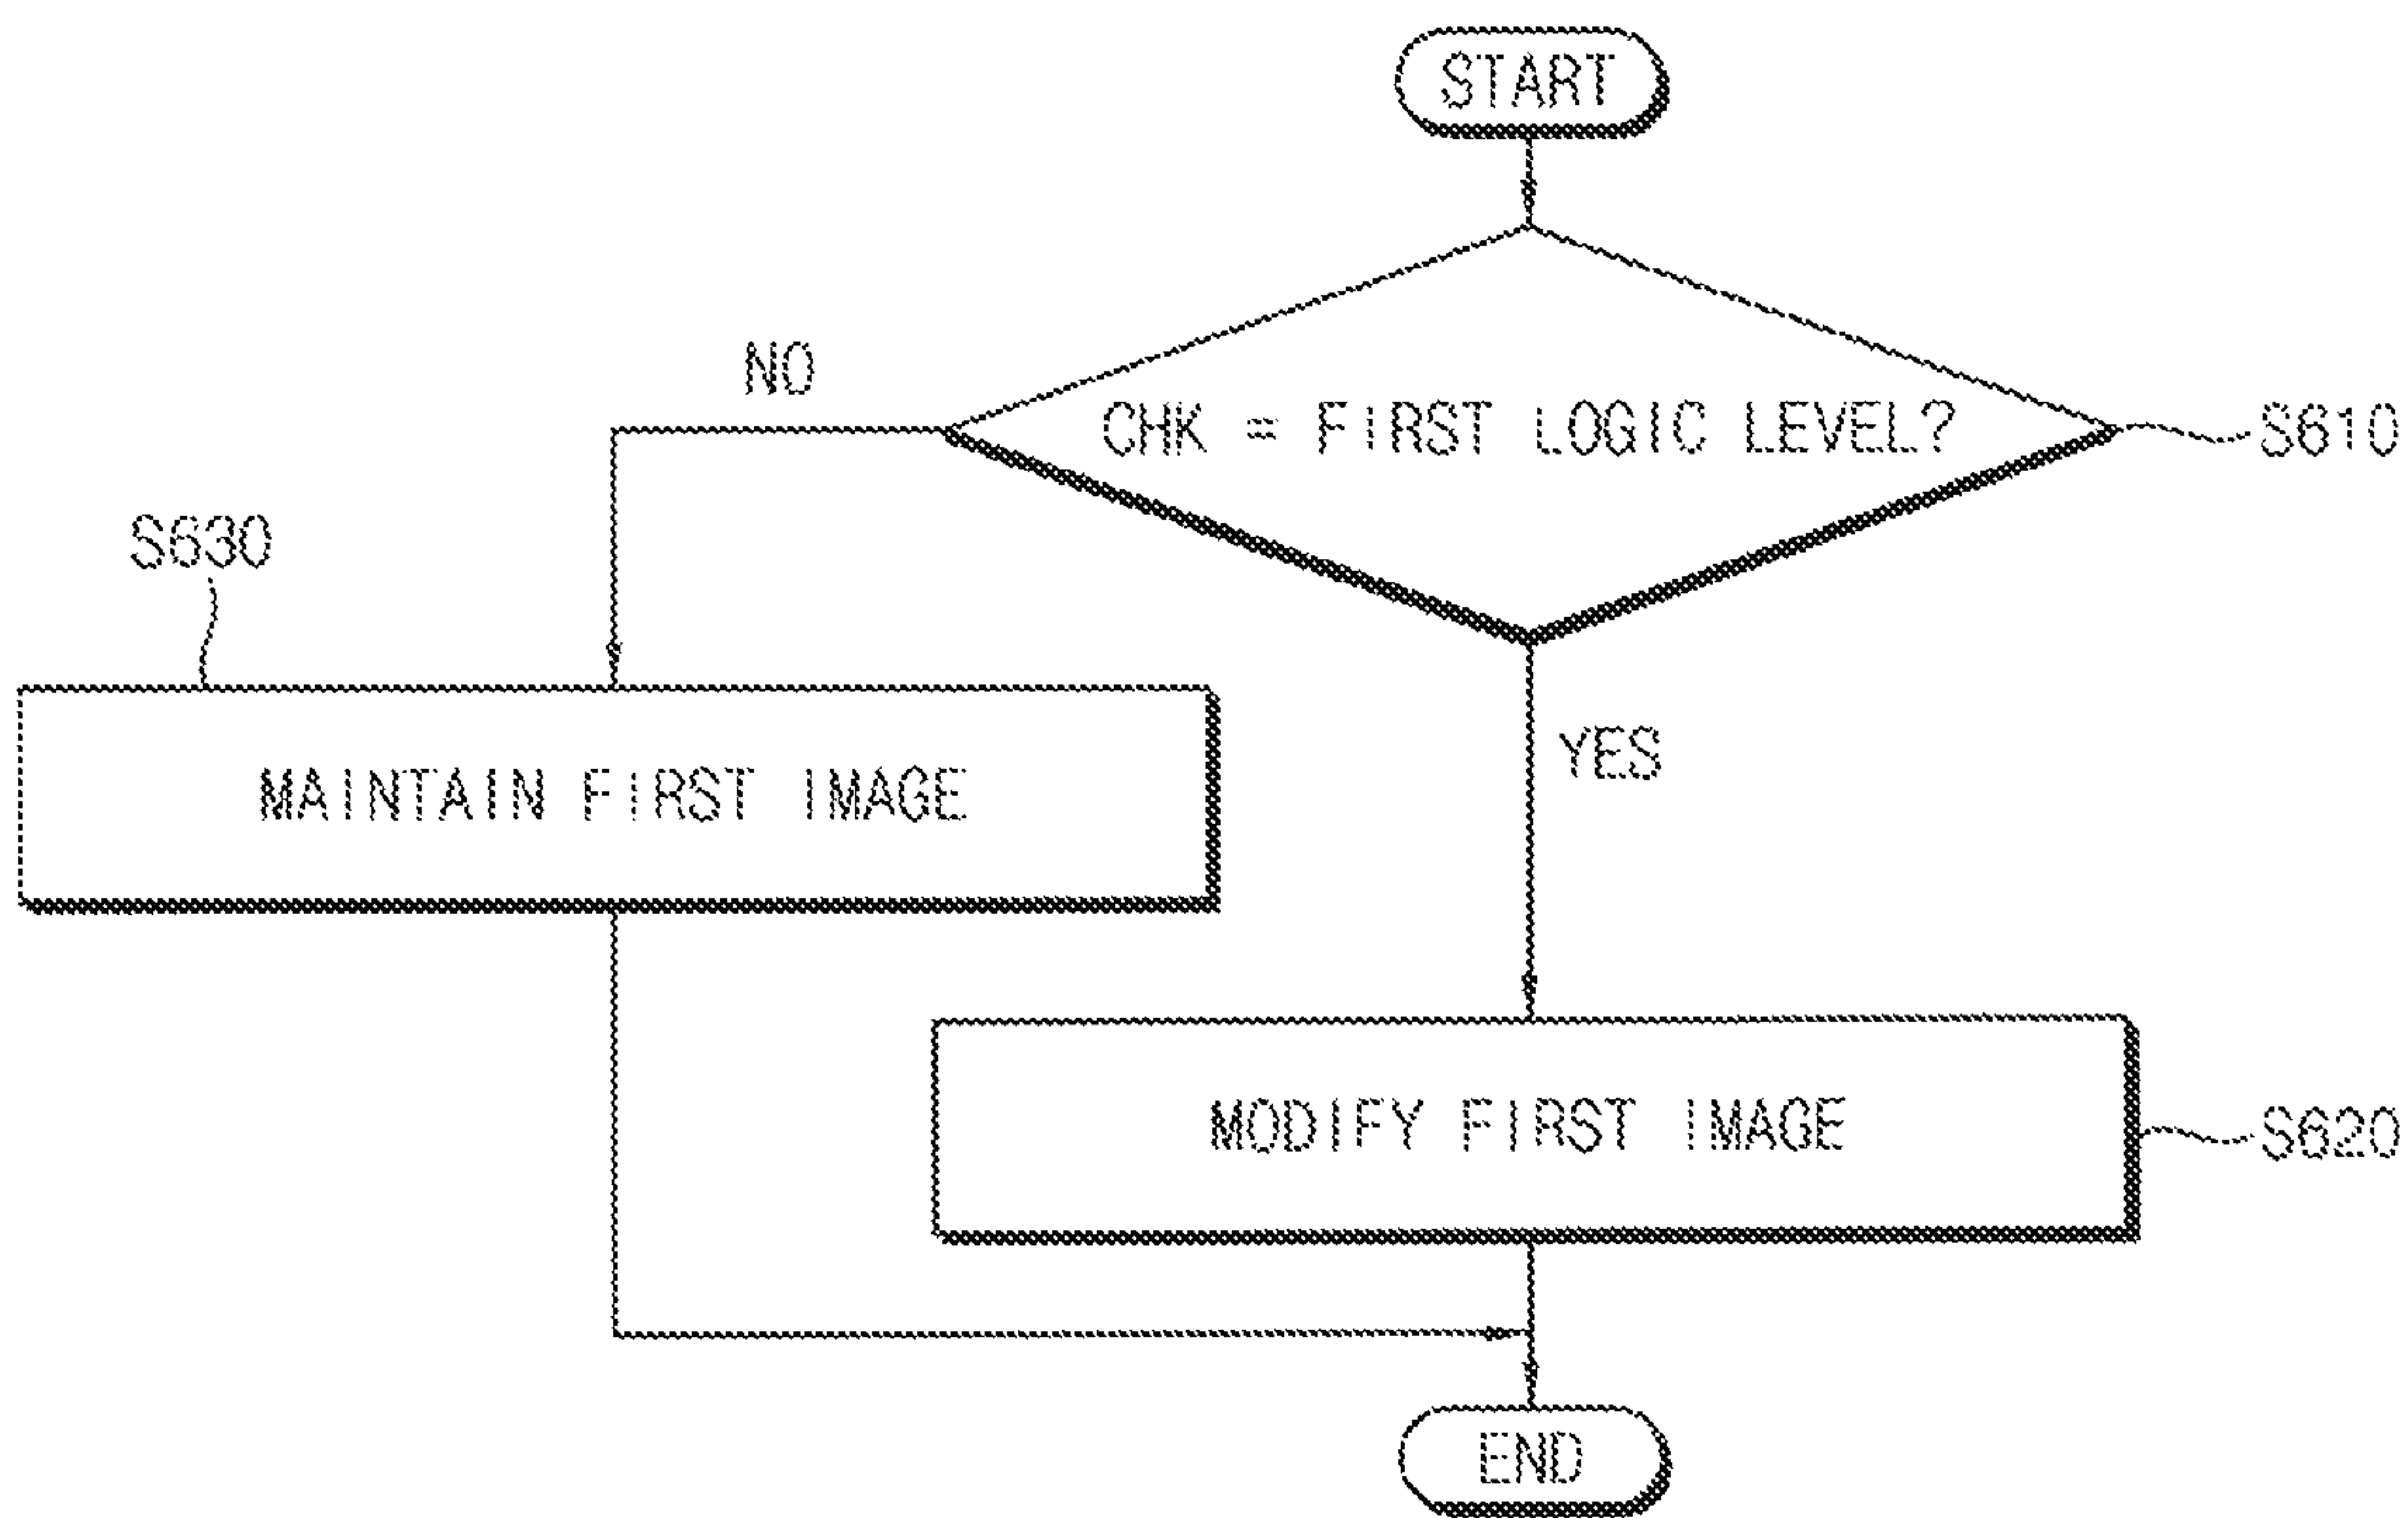 START
NO
CHK = FIRST LOGIC LEVEL?
S610
S630
YES
MAINTAIN FIRST IMAGE
MODIFY FIRST IMAGE
S620
END